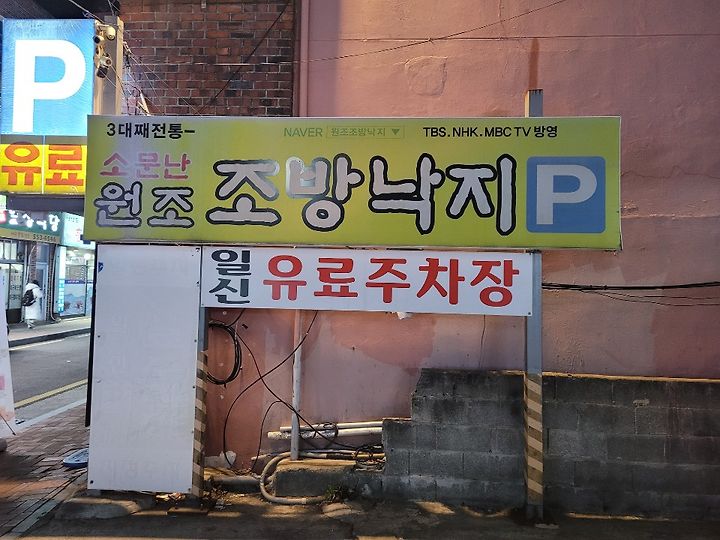 P
유료
3대째전통-
NAVER 원조조방낙지 ▼
TBS.NHK.MBC TV 방영
소문난
원조 조방낙지 P
일신 유료주차장